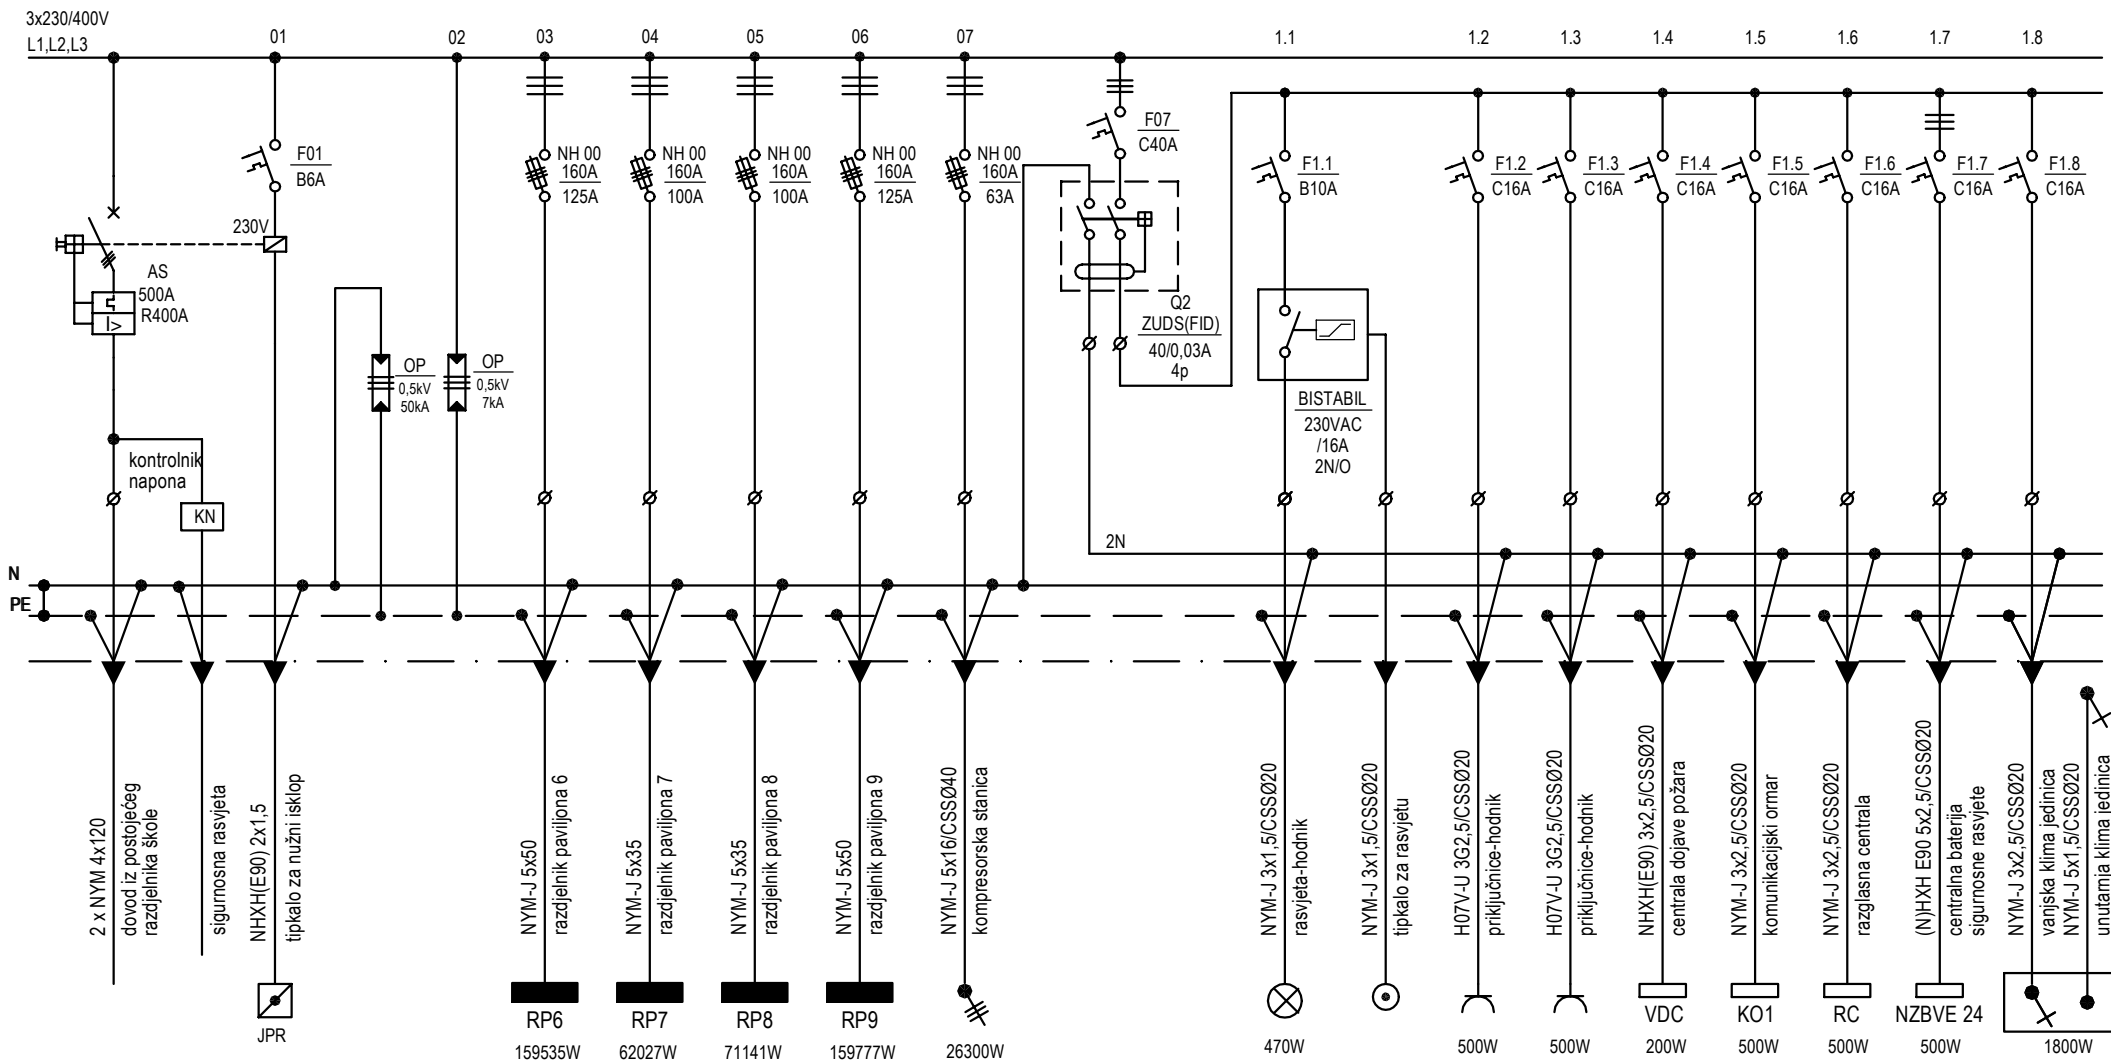 3x230/400V
L1,L2,L3
01
02
03
04
05
06
07
1.1
1.2
1.3
1.4
1.5
1.6
1.7
1.8
F01
B6A
NH 00
160A
125A
NH 00
160A
100A
NH 00
160A
100A
NH 00
160A
125A
NH 00
160A
63A
F07
C40A
F1.1
B10A
F1.2
C16A
F1.3
C16A
F1.4
C16A
F1.5
C16A
F1.6
C16A
F1.7
C16A
F1.8
C16A
230V
AS
500A
R400A
I>
Q2
ZUDS(FID)
40/0,03A
4p
OP
0,5kV
50kA
OP
0,5kV
7kA
BISTABIL
230VAC
/16A
2N/O
kontrolnik
napona
KN
2N
N
PE
2 x NYM 4x120
dovod iz postojećeg
razdjelnika škole
sigurnosna rasvjeta
NHXH(E90) 2x1,5
tipkalo za nužni isklop
NYM-J 5x50
razdjelnik paviljona 6
NYM-J 5x35
razdjelnik paviljona 7
NYM-J 5x35
razdjelnik paviljona 8
NYM-J 5x50
razdjelnik paviljona 9
NYM-J 5x16/CSSØ40
kompresorska stanica
NYM-J 3x1,5/CSSØ20
rasvjeta-hodnik
NYM-J 3x1,5/CSSØ20
tipkalo za rasvjetu
H07V-U 3G2,5/CSSØ20
priključnice-hodnik
H07V-U 3G2,5/CSSØ20
priključnice-hodnik
NHXH(E90) 3x2,5/CSSØ20
centrala dojave požara
NYM-J 3x2,5/CSSØ20
komunikacijski ormar
NYM-J 3x2,5/CSSØ20
razglasna centrala
(N)HXH E90 5x2,5/CSSØ20
centralna baterija
sigurnosne rasvjete
NYM-J 3x2,5/CSSØ20
vanjska klima jedinica
NYM-J 5x1,5/CSSØ20
unutarnja klima jedinica
JPR
RP6
RP7
RP8
RP9
VDC
KO1
RC
NZBVE 24
159535W
62027W
71141W
159777W
26300W
470W
500W
500W
200W
500W
500W
500W
1800W